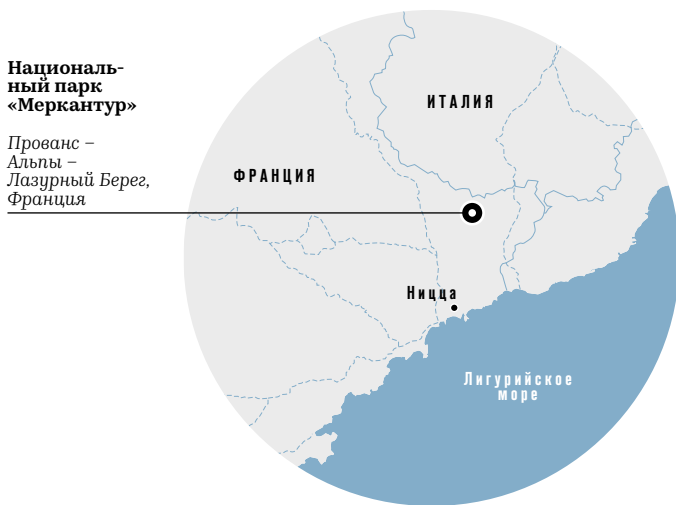 Националь-
ный парк
«Меркантур»
Прованс –
Альпы –
Лазурный Берег,
Франция
ИТАЛИЯ
ФРАНЦИЯ
Ницца
Лигурийское
море